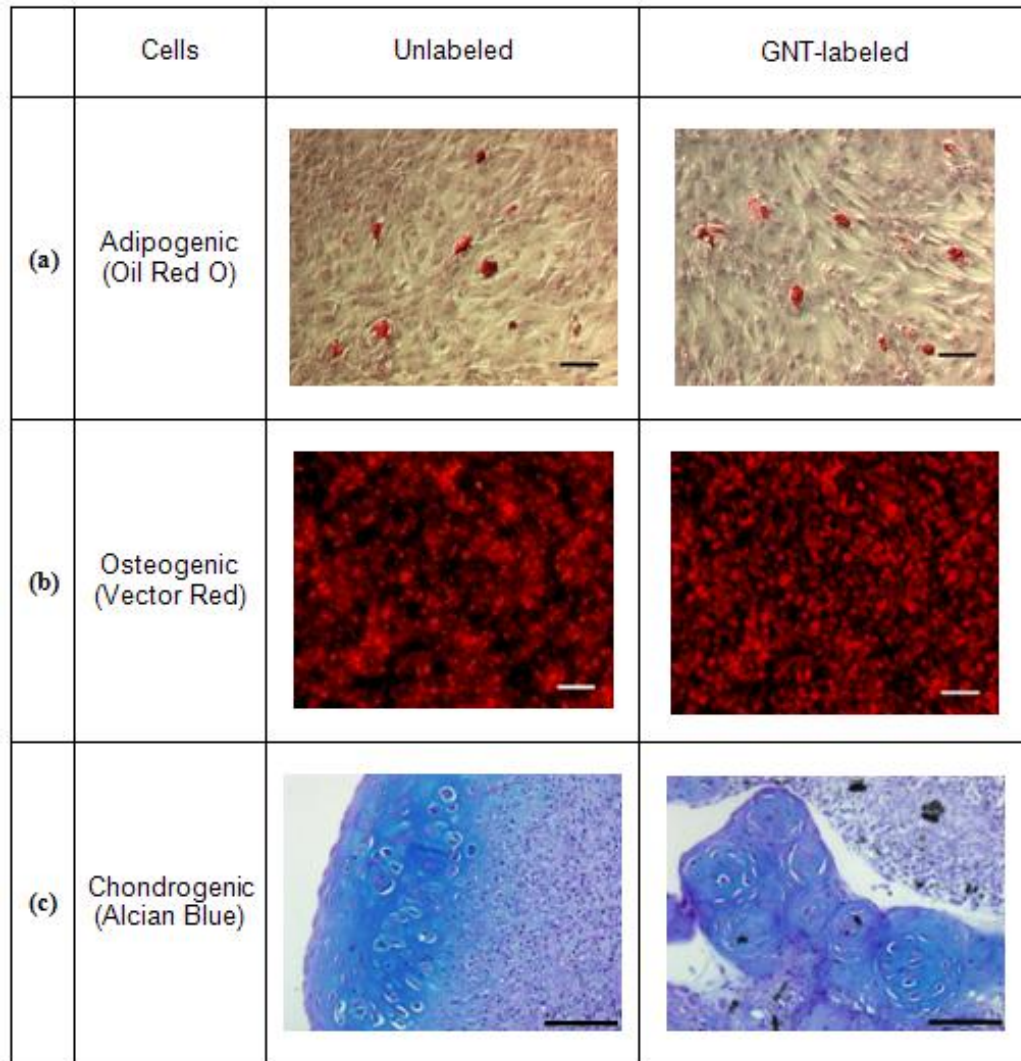 Cells
Unlabeled
GNT-labeled
(a)
Adipogenic
(Oil Red O)
(b)
Osteogenic
(Vector Red)
(c)
Chondrogenic
(Alcian Blue)